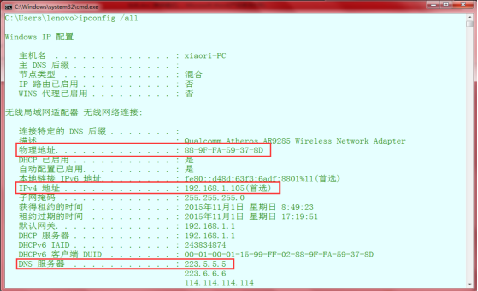 C:\Windows\system32\cmd.exe
C:\Users\lenovo>ipconfig /all
Windows IP 配置
主机名 . . . . . . . . . . . . . : xiaori-PC
主 DNS 后缀 . . . . . . . . . . . :
节点类型 . . . . . . . . . . . . : 混合
IP 路由已启用 . . . . . . . . . . : 否
WINS 代理已启用 . . . . . . . . . : 否
无线局域网适配器 无线网络连接:
连接特定的 DNS 后缀 . . . . . . . :
描述. . . . . . . . . . . . . . . : Qualcomm Atheros AR9285 Wireless Network Adapter
物理地址. . . . . . . . . . . . . : 88-9F-FA-59-37-8D
DHCP 已启用 . . . . . . . . . . . : 是
自动配置已启用. . . . . . . . . . : 是
本地链接 IPv6 地址. . . . . . . . : fe80::d484:63f3:6adf:8801%11(首选)
IPv4 地址 . . . . . . . . . . . . : 192.168.1.105(首选)
子网掩码 . . . . . . . . . . . . : 255.255.255.0
获得租约的时间 . . . . . . . . . : 2015年11月1日 星期日 8:49:23
租约过期的时间 . . . . . . . . . : 2015年11月1日 星期日 17:19:51
默认网关. . . . . . . . . . . . . : 192.168.1.1
DHCP 服务器 . . . . . . . . . . . : 192.168.1.1
DHCPv6 IAID . . . . . . . . . . . : 243834874
DHCPv6 客户端 DUID . . . . . . . : 00-01-00-01-15-99-FF-02-88-9F-FA-59-37-8D
DNS 服务器 . . . . . . . . . . . : 223.5.5.5
223.6.6.6
114.114.114.114